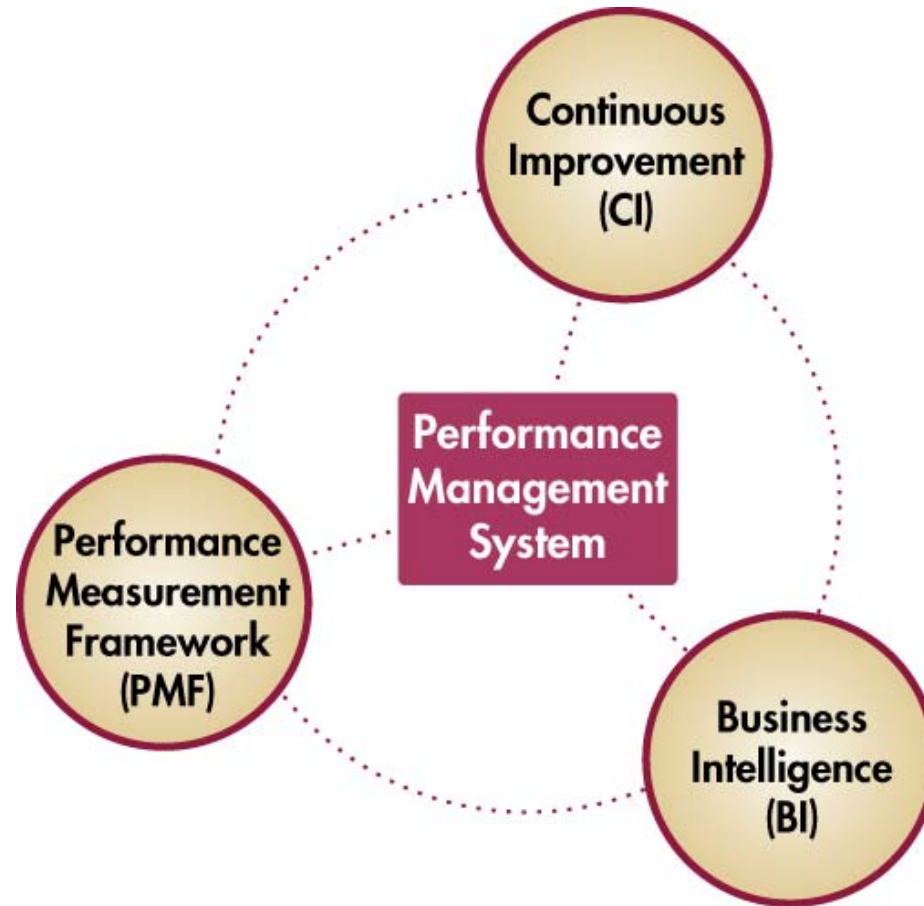 Continuous
Improvement
(CI)
Performance
Management
System
Performance
Measurement
Framework
(PMF)
Business
Intelligence
(BI)